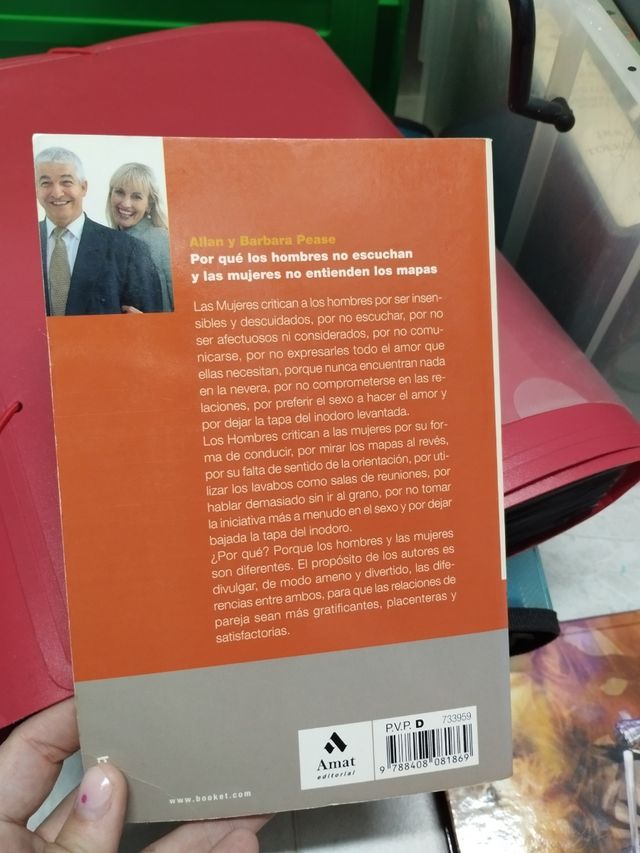 Allan y Barbara Pease
Por qué los hombres no escuchan
y las mujeres no entienden los mapas
Las Mujeres critican a los hombres por ser insen-
sibles y descuidados, por no escuchar, por no
ser afectuosos ni considerados, por no comu-
nicarse, por no expresarles todo el amor que
ellas necesitan, porque nunca encuentran nada
en la nevera, por no comprometerse en las re-
laciones, por preferir el sexo a hacer el amor y
por dejar la tapa del inodoro levantada.
Los Hombres critican a las mujeres por su for-
ma de conducir, por mirar los mapas al revés,
por su falta de sentido de la orientación, por uti-
lizar los lavabos como salas de reuniones, por
hablar demasiado sin ir al grano, por no tomar
la iniciativa más a menudo en el sexo y por dejar
bajada la tapa del inodoro.
¿Por qué? Porque los hombres y las mujeres
son diferentes. El propósito de los autores es
divulgar, de modo ameno y divertido, las dife-
rencias entre ambos, para que las relaciones de
pareja sean más gratificantes, placenteras y
satisfactorias.
P.V.P. D 733959
Amat
editorial
9 788408 081869
www.booket.com